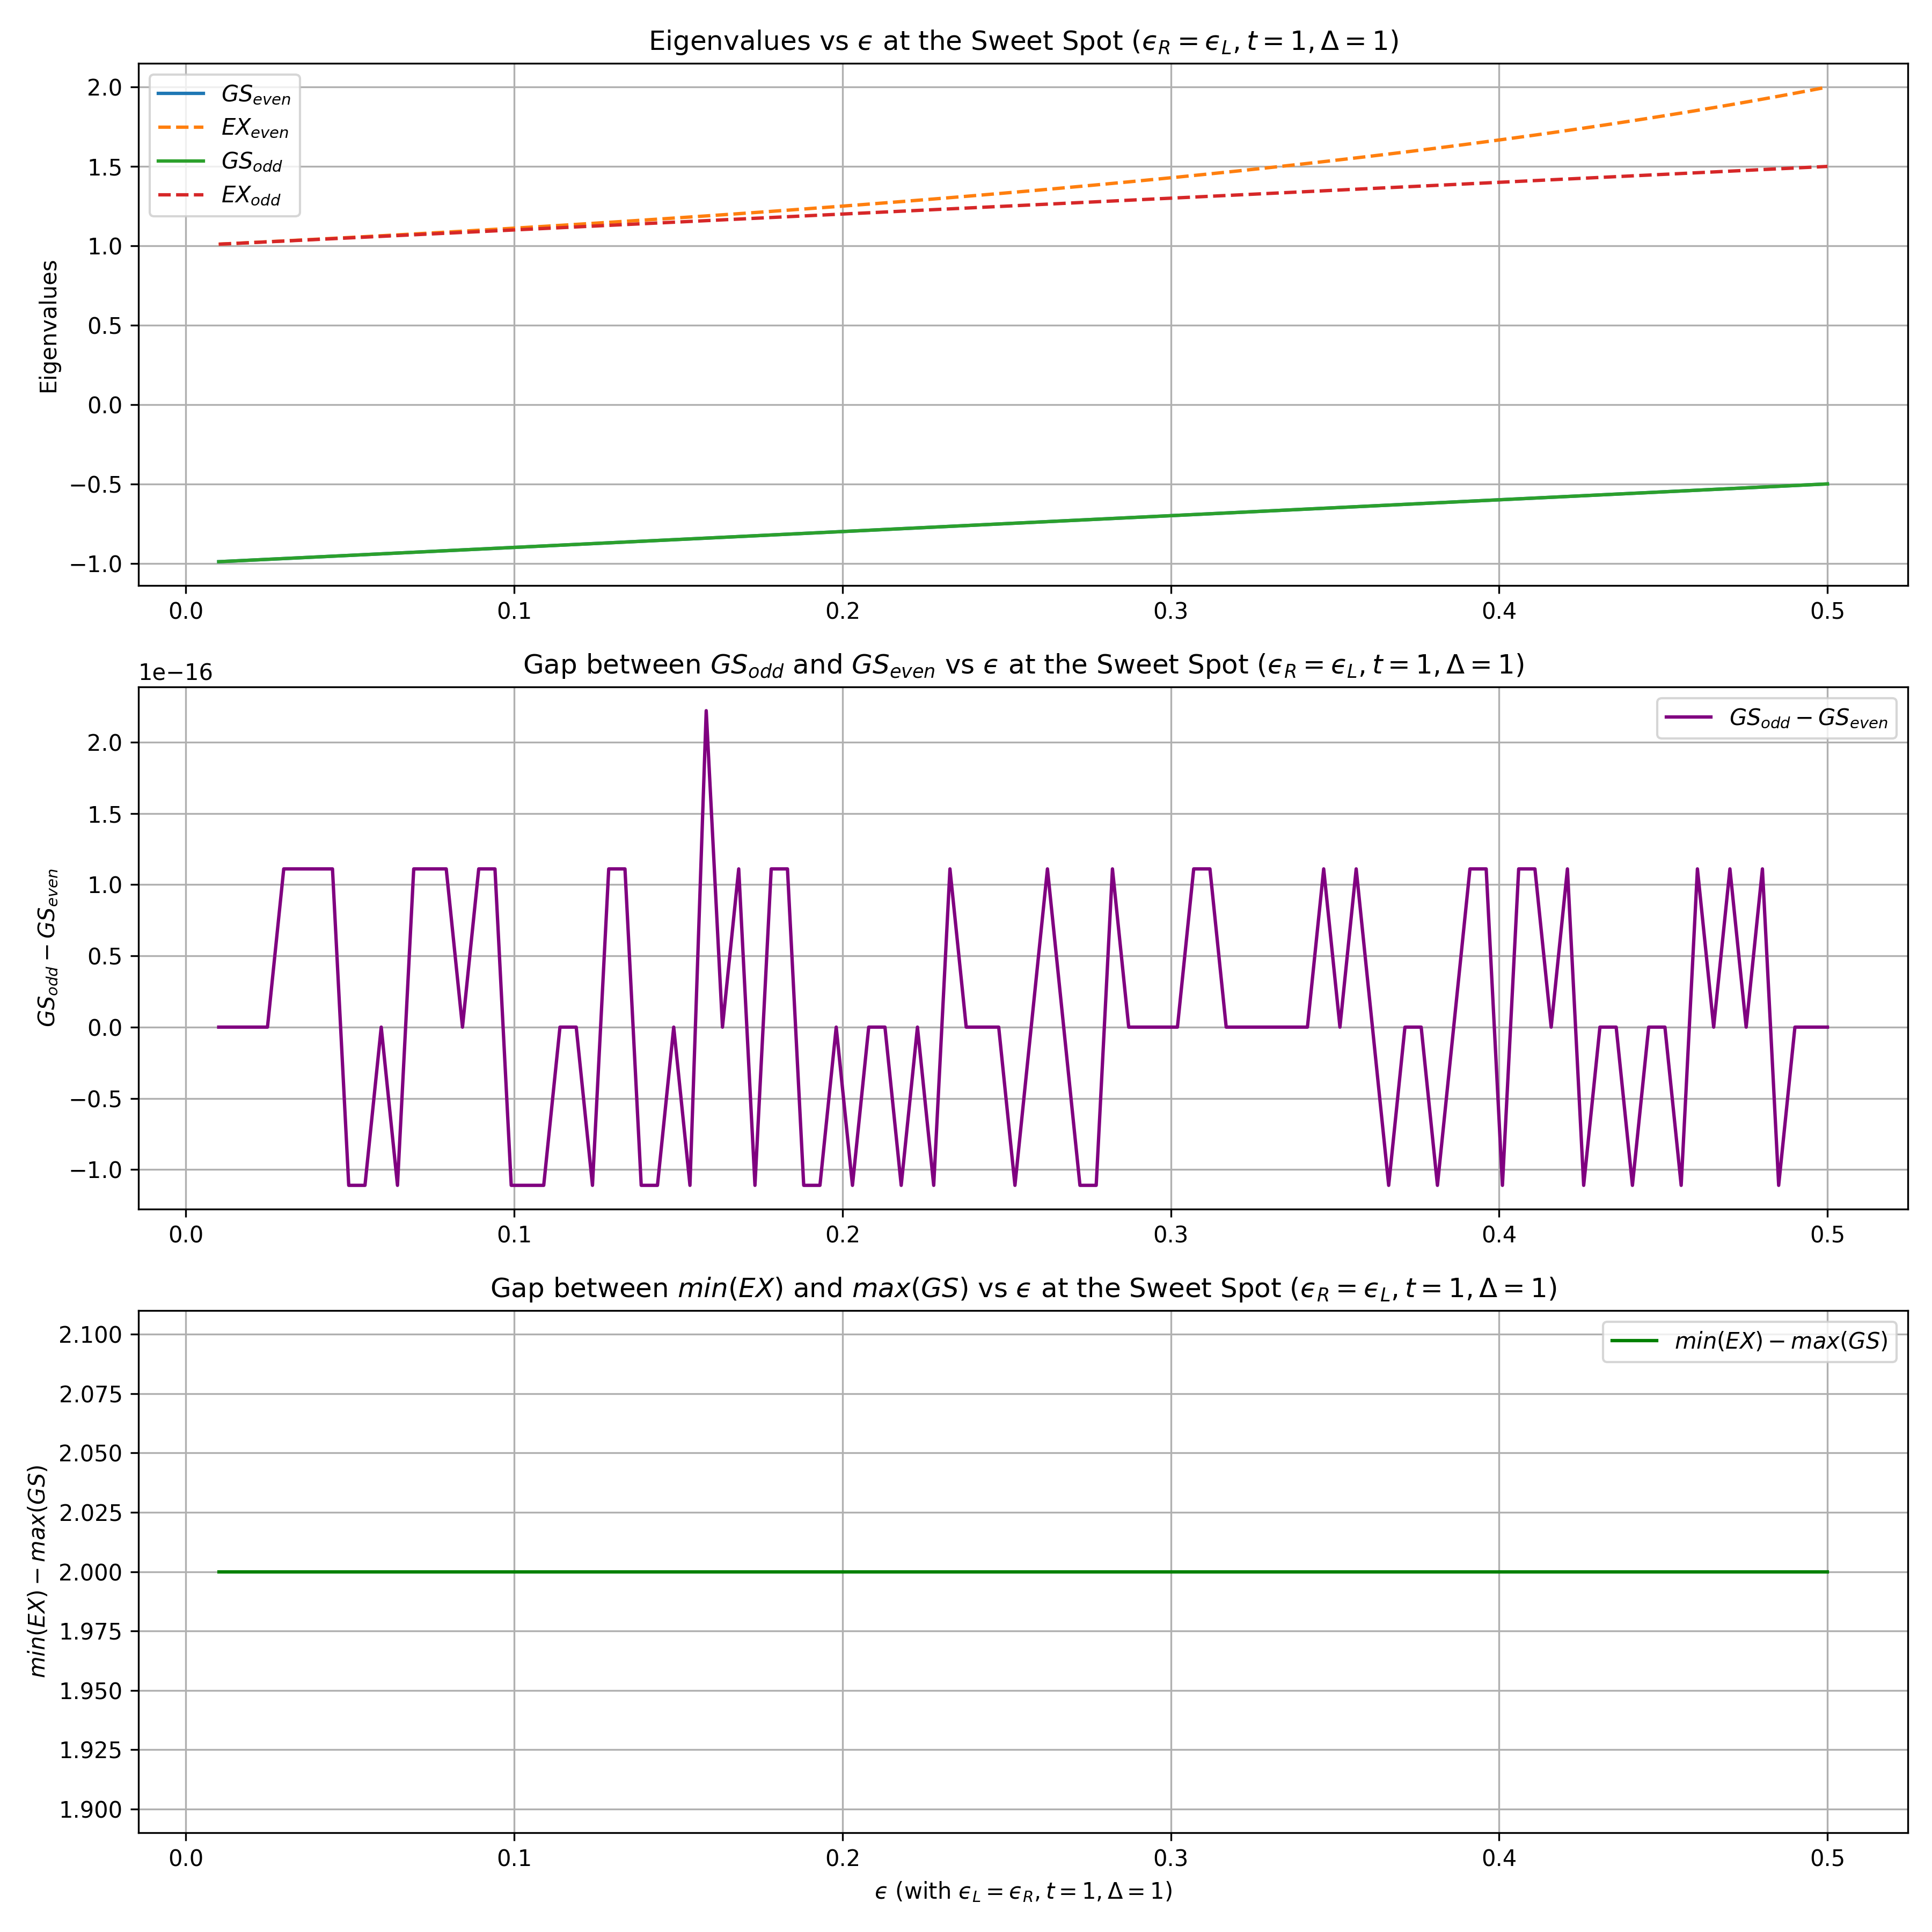 Eigenvalues vs ϵ at the Sweet Spot (ϵ_R = ϵ_L, t = 1, Δ = 1)
GS_even
EX_even
GS_odd
EX_odd
Eigenvalues
2.0
1.5
1.0
0.5
0.0
−0.5
−1.0
0.0 0.1 0.2 0.3 0.4 0.5
Gap between GS_odd and GS_even vs ϵ at the Sweet Spot (ϵ_R = ϵ_L, t = 1, Δ = 1)
1e−16
GS_odd − GS_even
GS_odd − GS_even
2.0
1.5
1.0
0.5
0.0
−0.5
−1.0
0.0 0.1 0.2 0.3 0.4 0.5
Gap between min(EX) and max(GS) vs ϵ at the Sweet Spot (ϵ_R = ϵ_L, t = 1, Δ = 1)
min(EX) − max(GS)
min(EX) − max(GS)
2.100
2.075
2.050
2.025
2.000
1.975
1.950
1.925
1.900
0.0 0.1 0.2 0.3 0.4 0.5
ϵ (with ϵ_L = ϵ_R, t = 1, Δ = 1)